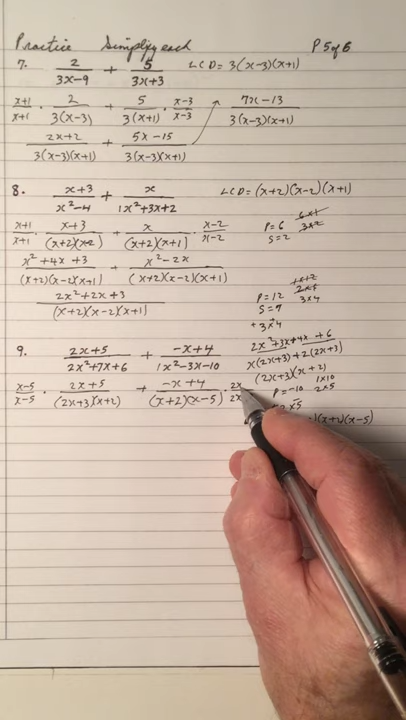 Practice Simplify each P 5 of 6
7. 2/(3x-9) + 5/(3x+3) LCD = 3(x-3)(x+1)
(x+1)/(x+1) · 2/(3(x-3)) + 5/(3(x+1)) · (x-3)/(x-3) (7x-13)/(3(x-3)(x+1))
(2x+2)/(3(x-3)(x+1)) + (5x-15)/(3(x-3)(x+1))
8. (x+3)/(x²-4) + x/(1x²+3x+2) LCD = (x+2)(x-2)(x+1)
(x+1)/(x+1) · (x+3)/((x+2)(x-2)) + x/((x+2)(x+1)) · (x-2)/(x-2) P=6 6x1
S=2 3x2
(x²+4x+3)/((x+2)(x-2)(x+1)) + (x²-2x)/((x+2)(x-2)(x+1))
(2x²+2x+3)/((x+2)(x-2)(x+1)) P=12 2x6
S=7 3x4
+3x4
9. (2x+5)/(2x²+7x+6) + (-x+4)/(1x²-3x-10) 2x²+3x+4x+6
x(2x+3)+2(2x+3)
(2x+3)(x+2)
(x-5)/(x-5) · (2x+5)/((2x+3)(x+2)) + (-x+4)/((x+2)(x-5)) · 2x/2x P=-10 1x10
2x5
(x+2)(x-5)